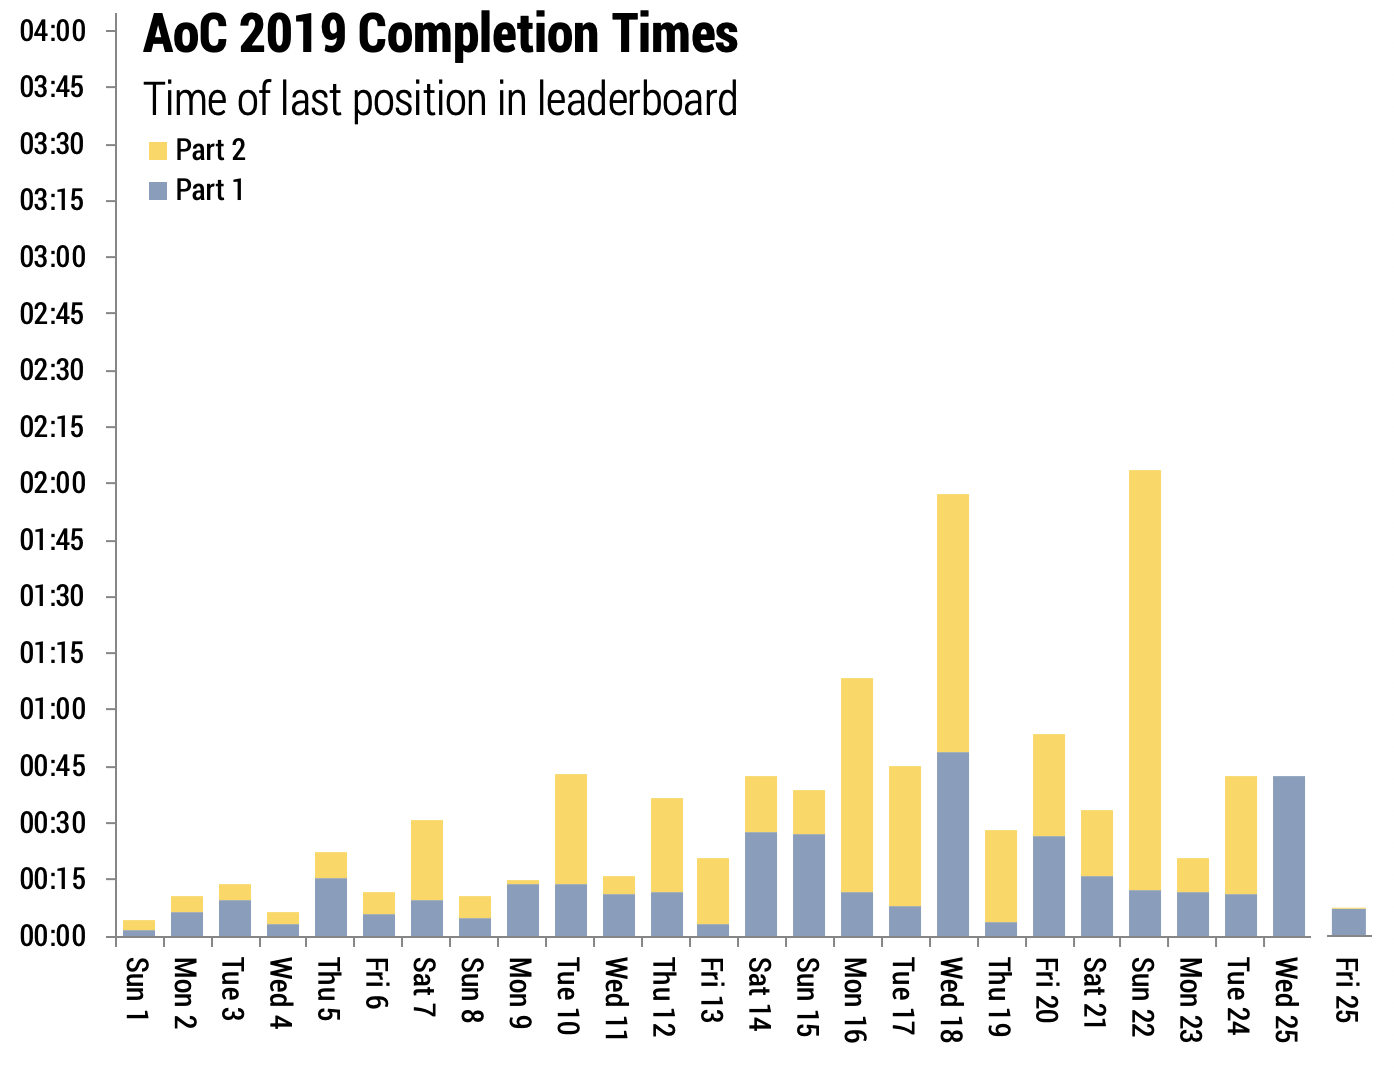 AoC 2019 Completion Times
Time of last position in leaderboard
Part 2
Part 1
04:00
03:45
03:30
03:15
03:00
02:45
02:30
02:15
02:00
01:45
01:30
01:15
01:00
00:45
00:30
00:15
00:00
Sun 1
Mon 2
Tue 3
Wed 4
Thu 5
Fri 6
Sat 7
Sun 8
Mon 9
Tue 10
Wed 11
Thu 12
Fri 13
Sat 14
Sun 15
Mon 16
Tue 17
Wed 18
Thu 19
Fri 20
Sat 21
Sun 22
Mon 23
Tue 24
Wed 25
Fri 25